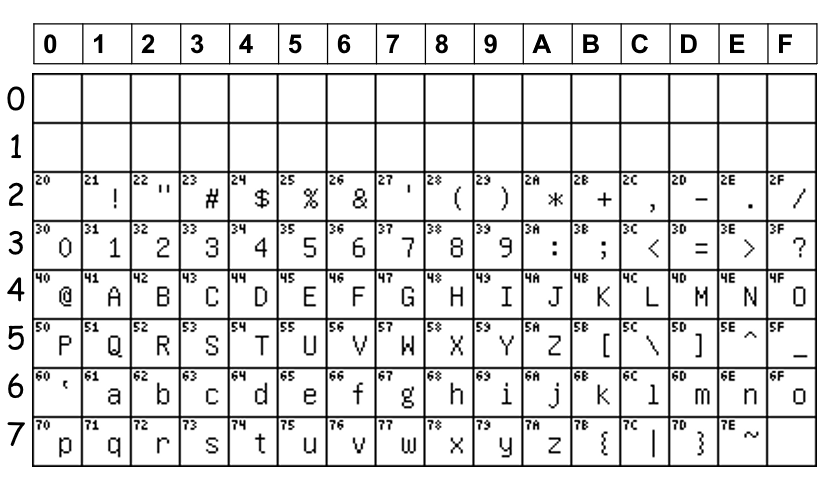 0 1 2 3 4 5 6 7 8 9 A B C D E F
0
1
2 20 21 ! 22 " 23 # 24 $ 25 % 26 & 27 ' 28 ( 29 ) 2A * 2B + 2C , 2D - 2E . 2F /
3 30 0 31 1 32 2 33 3 34 4 35 5 36 6 37 7 38 8 39 9 3A : 3B ; 3C < 3D = 3E > 3F ?
4 40 @ 41 A 42 B 43 C 44 D 45 E 46 F 47 G 48 H 49 I 4A J 4B K 4C L 4D M 4E N 4F O
5 50 P 51 Q 52 R 53 S 54 T 55 U 56 V 57 W 58 X 59 Y 5A Z 5B [ 5C \ 5D ] 5E ^ 5F _
6 60 ‛ 61 a 62 b 63 c 64 d 65 e 66 f 67 g 68 h 69 i 6A j 6B k 6C l 6D m 6E n 6F o
7 70 p 71 q 72 r 73 s 74 t 75 u 76 v 77 w 78 x 79 y 7A z 7B { 7C | 7D } 7E ~